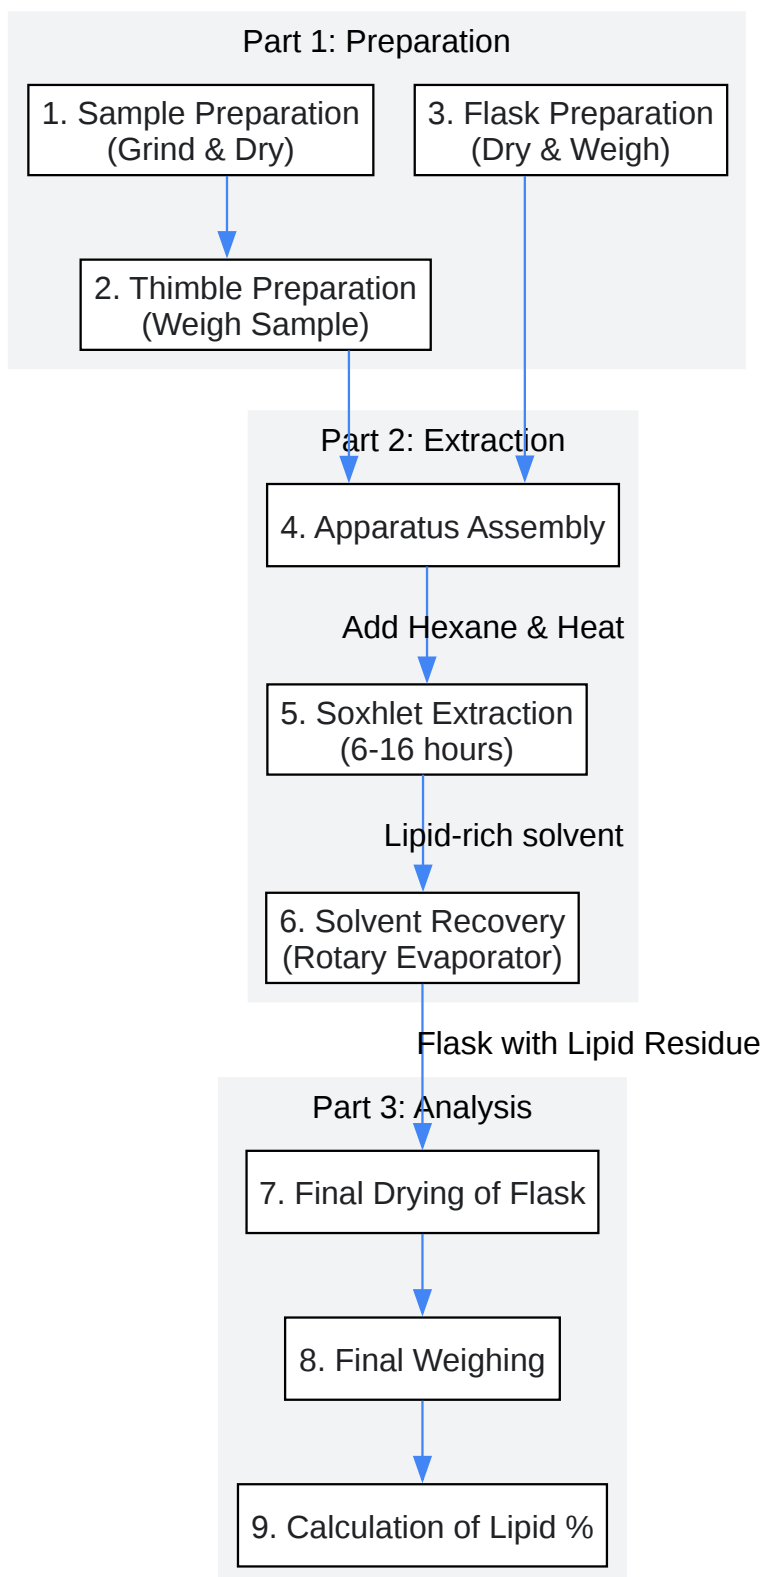 Part 1: Preparation
1. Sample Preparation
(Grind & Dry)
3. Flask Preparation
(Dry & Weigh)
2. Thimble Preparation
(Weigh Sample)
Part 2: Extraction
4. Apparatus Assembly
Add Hexane & Heat
5. Soxhlet Extraction
(6-16 hours)
Lipid-rich solvent
6. Solvent Recovery
(Rotary Evaporator)
Flask with Lipid Residue
Part 3: Analysis
7. Final Drying of Flask
8. Final Weighing
9. Calculation of Lipid %